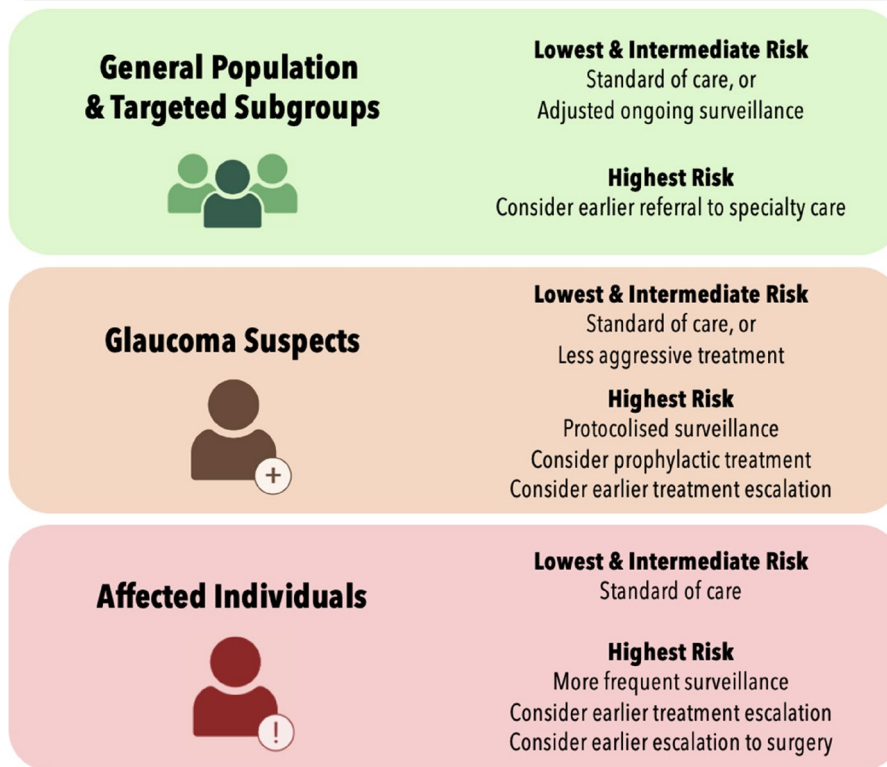 General Population
& Targeted Subgroups
Lowest & Intermediate Risk
Standard of care, or
Adjusted ongoing surveillance
Highest Risk
Consider earlier referral to specialty care
Glaucoma Suspects
+
Lowest & Intermediate Risk
Standard of care, or
Less aggressive treatment
Highest Risk
Protocolised surveillance
Consider prophylactic treatment
Consider earlier treatment escalation
Affected Individuals
!
Lowest & Intermediate Risk
Standard of care
Highest Risk
More frequent surveillance
Consider earlier treatment escalation
Consider earlier escalation to surgery